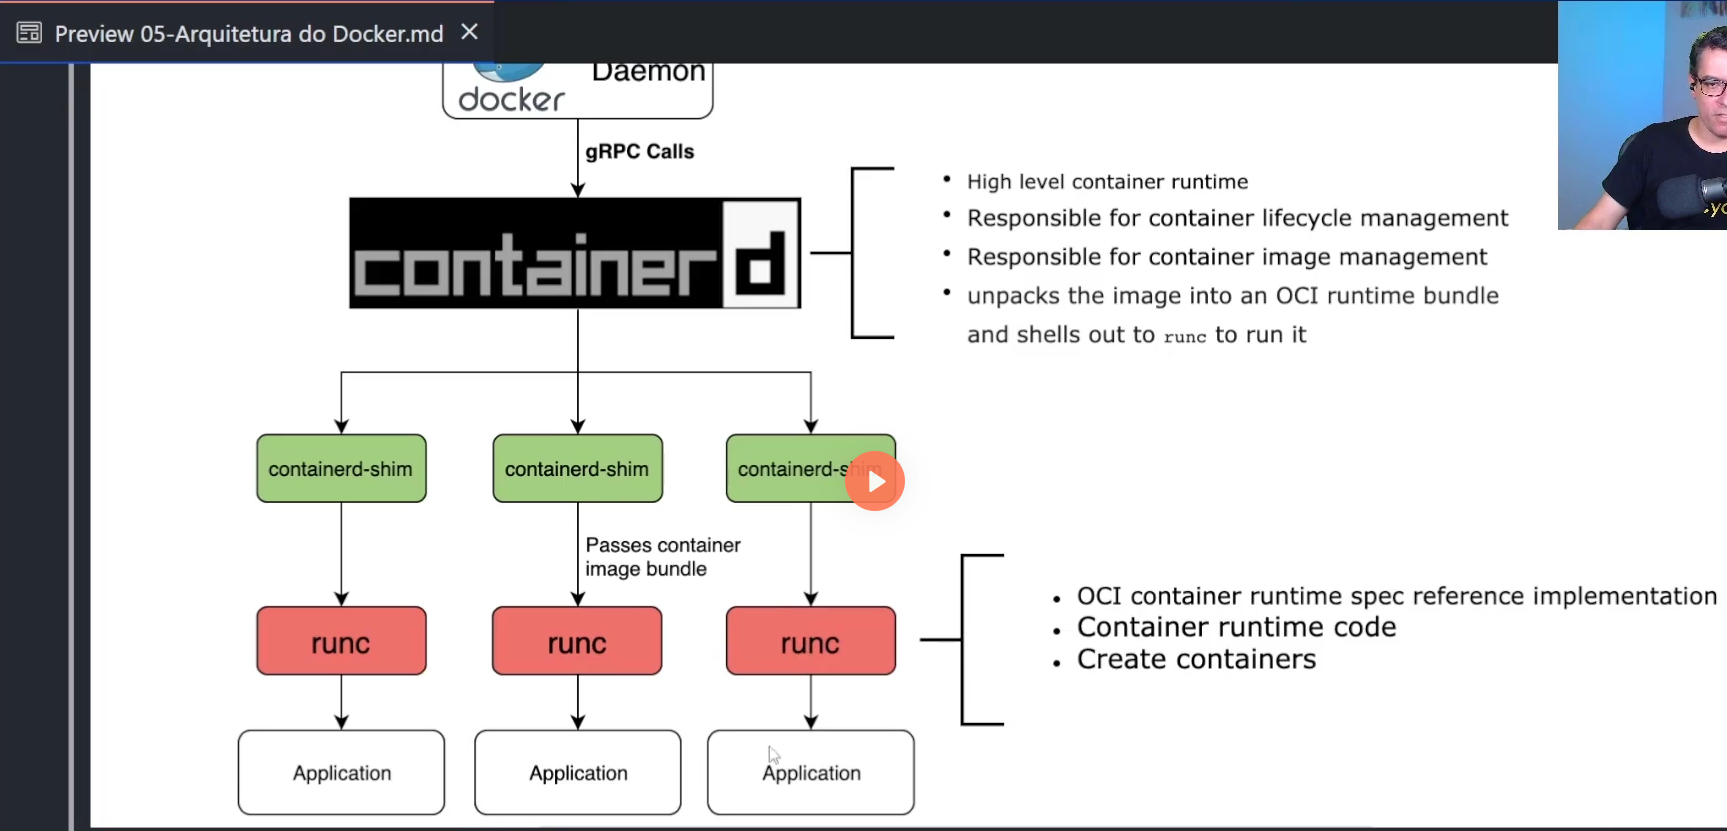 Preview 05-Arquitetura do Docker.md
Daemon
docker
gRPC Calls
containerd
• High level container runtime
• Responsible for container lifecycle management
• Responsible for container image management
• unpacks the image into an OCI runtime bundle
and shells out to runc to run it
containerd-shim
containerd-shim
containerd-shim
Passes container
image bundle
runc
runc
runc
• OCI container runtime spec reference implementation
• Container runtime code
• Create containers
Application
Application
Application